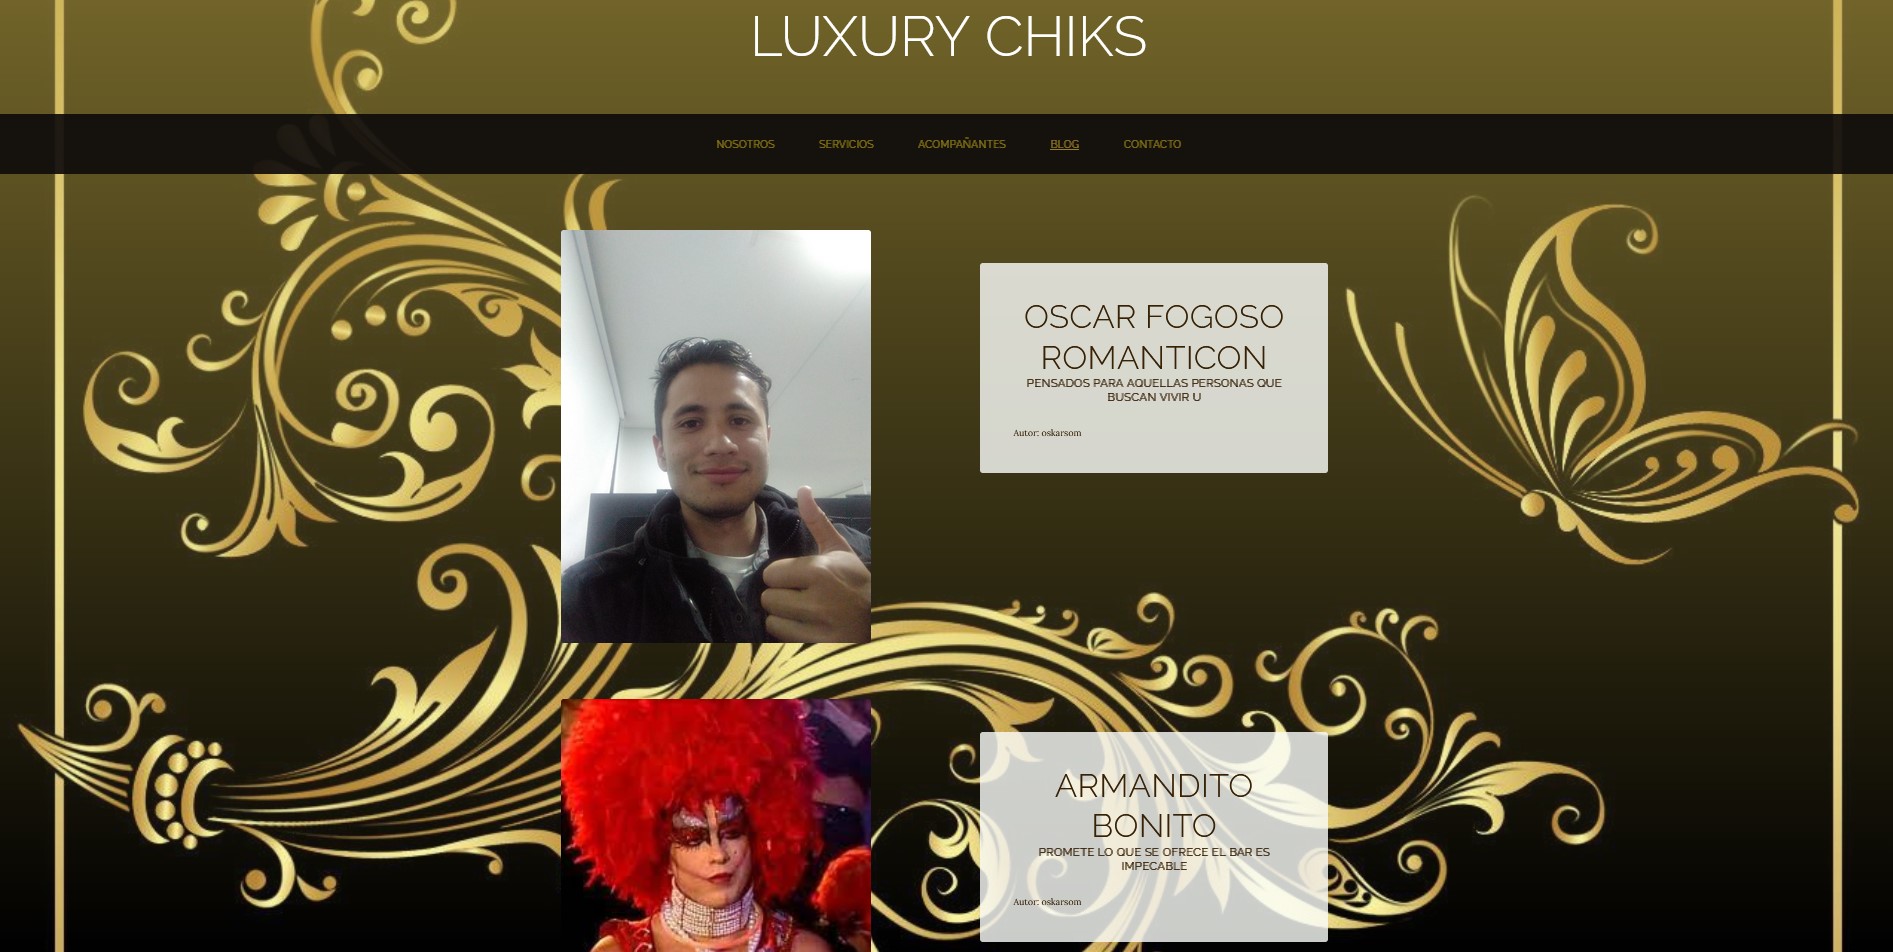 LUXURY CHIKS
NOSOTROS SERVICIOS ACOMPAÑANTES BLOG CONTACTO
OSCAR FOGOSO
ROMANTICON
PENSADOS PARA AQUELLAS PERSONAS QUE
BUSCAN VIVIR U
Autor: oskarsom
ARMANDITO
BONITO
PROMETE LO QUE SE OFRECE EL BAR ES
IMPECABLE
Autor: oskarsom